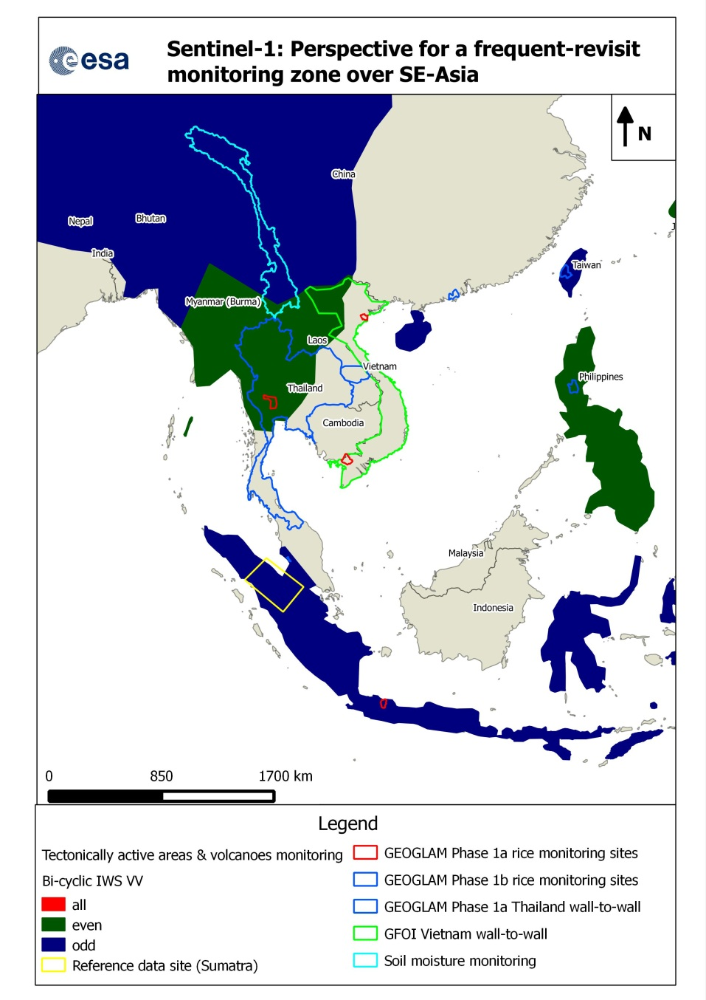 esa
Sentinel-1: Perspective for a frequent-revisit
monitoring zone over SE-Asia
N
China
Nepal
Bhutan
India
J
Taiwan
Myanmar (Burma)
Laos
Vietnam
Philippines
Thailand
Cambodia
Malaysia
Indonesia
0 850 1700 km
Legend
Tectonically active areas & volcanoes monitoring
Bi-cyclic IWS VV
all
even
odd
Reference data site (Sumatra)
GEOGLAM Phase 1a rice monitoring sites
GEOGLAM Phase 1b rice monitoring sites
GEOGLAM Phase 1a Thailand wall-to-wall
GFOI Vietnam wall-to-wall
Soil moisture monitoring